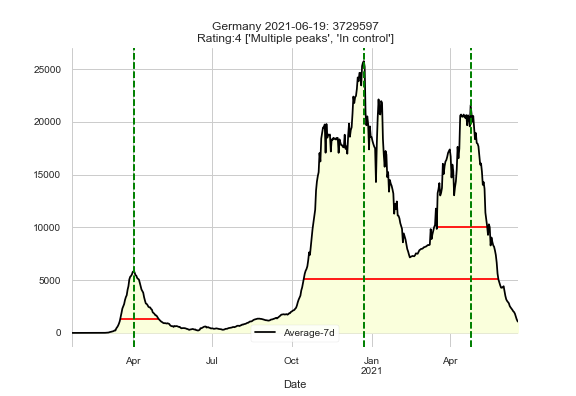 Germany 2021-06-19: 3729597
Rating:4 ['Multiple peaks', 'In control']
25000
20000
15000
10000
5000
0
Average-7d
Apr Jul Oct Jan Apr
2021
Date